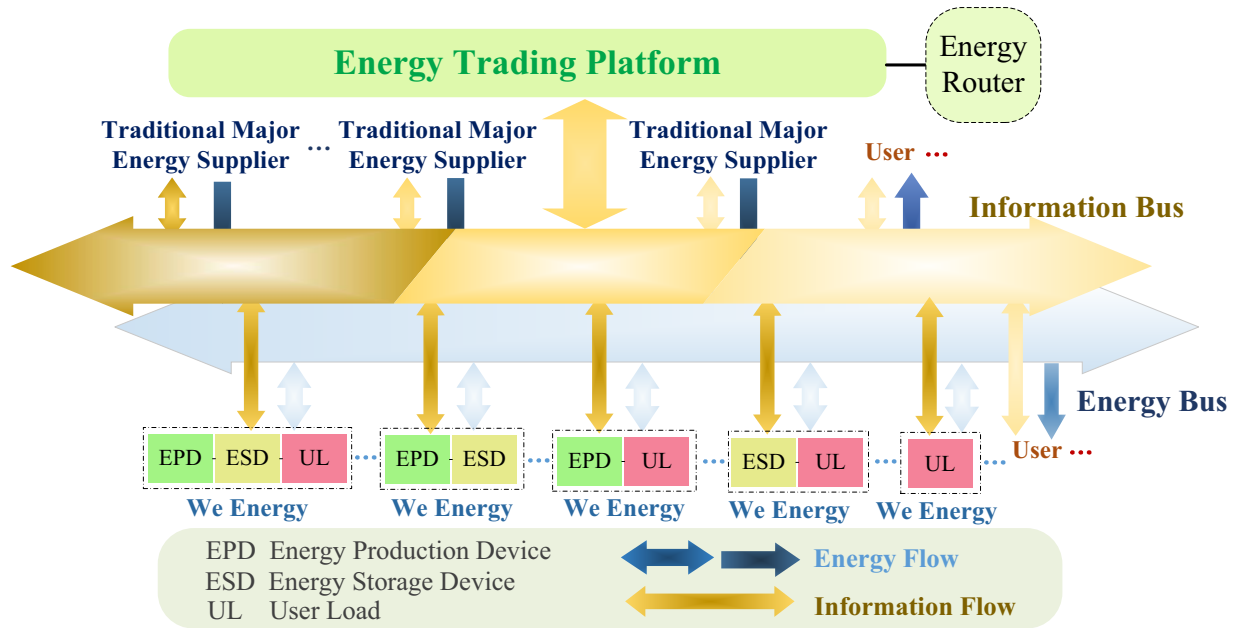 Energy Trading Platform
Energy
Router
Traditional Major
Energy Supplier
...
Traditional Major
Energy Supplier
Traditional Major
Energy Supplier
User ...
Information Bus
Energy Bus
EPD - ESD - UL
......
EPD - ESD
...
EPD - UL
......
ESD - UL
......
UL
......
User ...
We Energy
We Energy
We Energy
We Energy
We Energy
EPD Energy Production Device
ESD Energy Storage Device
UL User Load
Energy Flow
Information Flow